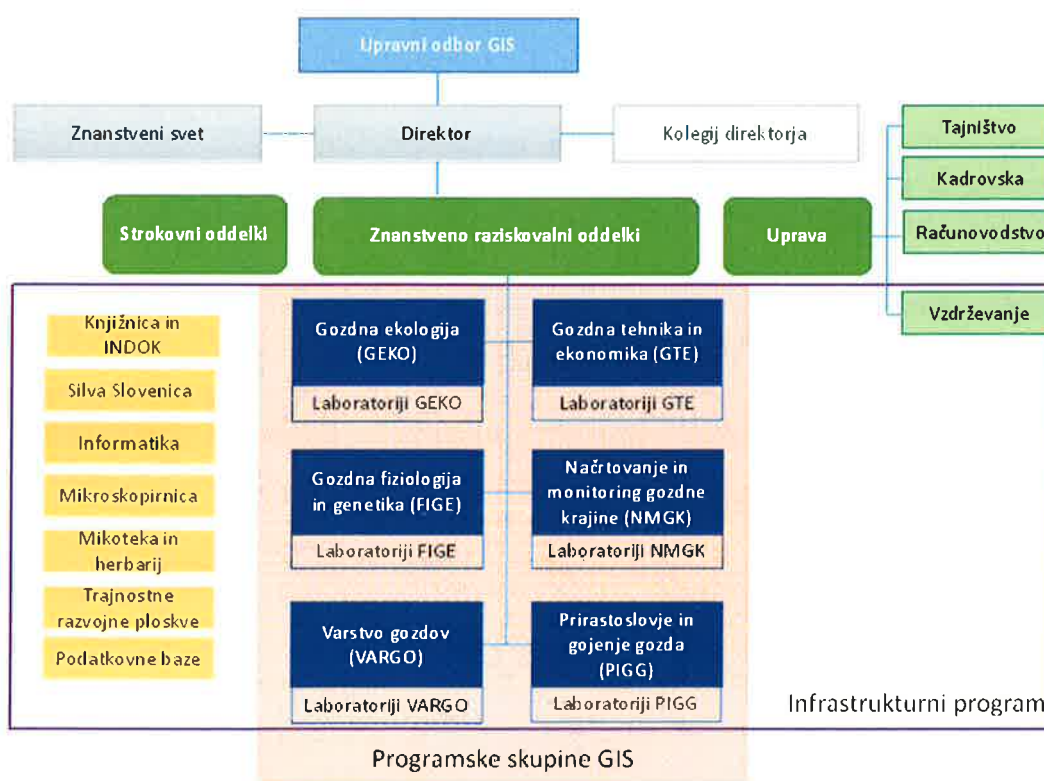 Upravni odbor GIS
Znanstveni svet
Direktor
Kolegij direktorja
Tajništvo
Kadrovska
Računovodstvo
Vzdrževanje
Strokovni oddelki
Znanstveno raziskovalni oddelki
Uprava
Knjižnica in
INDOK
Silva Slovenica
Informatika
Mikroskopirnica
Mikoteka in
herbarij
Trajnostne
razvojne ploskve
Podatkovne baze
Gozdna ekologija
(GEKO)
Laboratoriji GEKO
Gozdna tehnika in
ekonomika (GTE)
Laboratoriji GTE
Gozdna fiziologija
in genetika (FIGE)
Laboratoriji FIGE
Načrtovanje in
monitoring gozdne
krajine (NMGK)
Laboratoriji NMGK
Varstvo gozdov
(VARGO)
Laboratoriji VARGO
Prirastoslovje in
gojenje gozda
(PIGG)
Laboratoriji PIGG
Infrastrukturni program
Programske skupine GIS